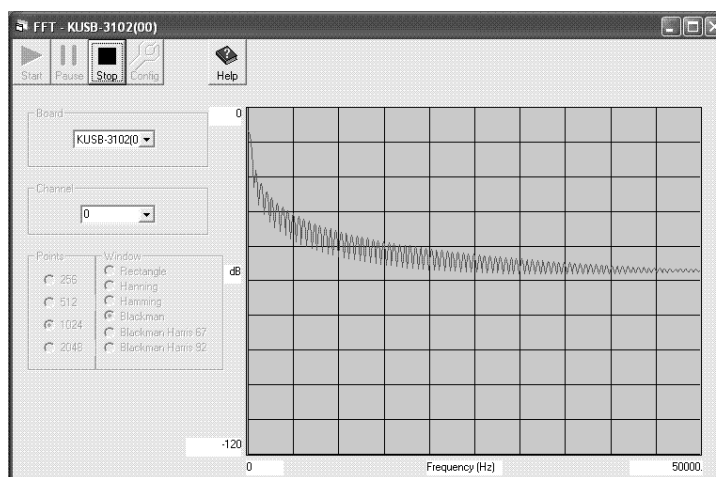 FFT - KUSB-3102(00)
Start Pause Stop Config Help
Board
KUSB-3102(0
Channel
0
Points
256
512
1024
2048
Window
Rectangle
Hanning
Hamming
Blackman
Blackman Harris 67
Blackman Harris 92
0
dB
-120
0 Frequency (Hz) 50000.